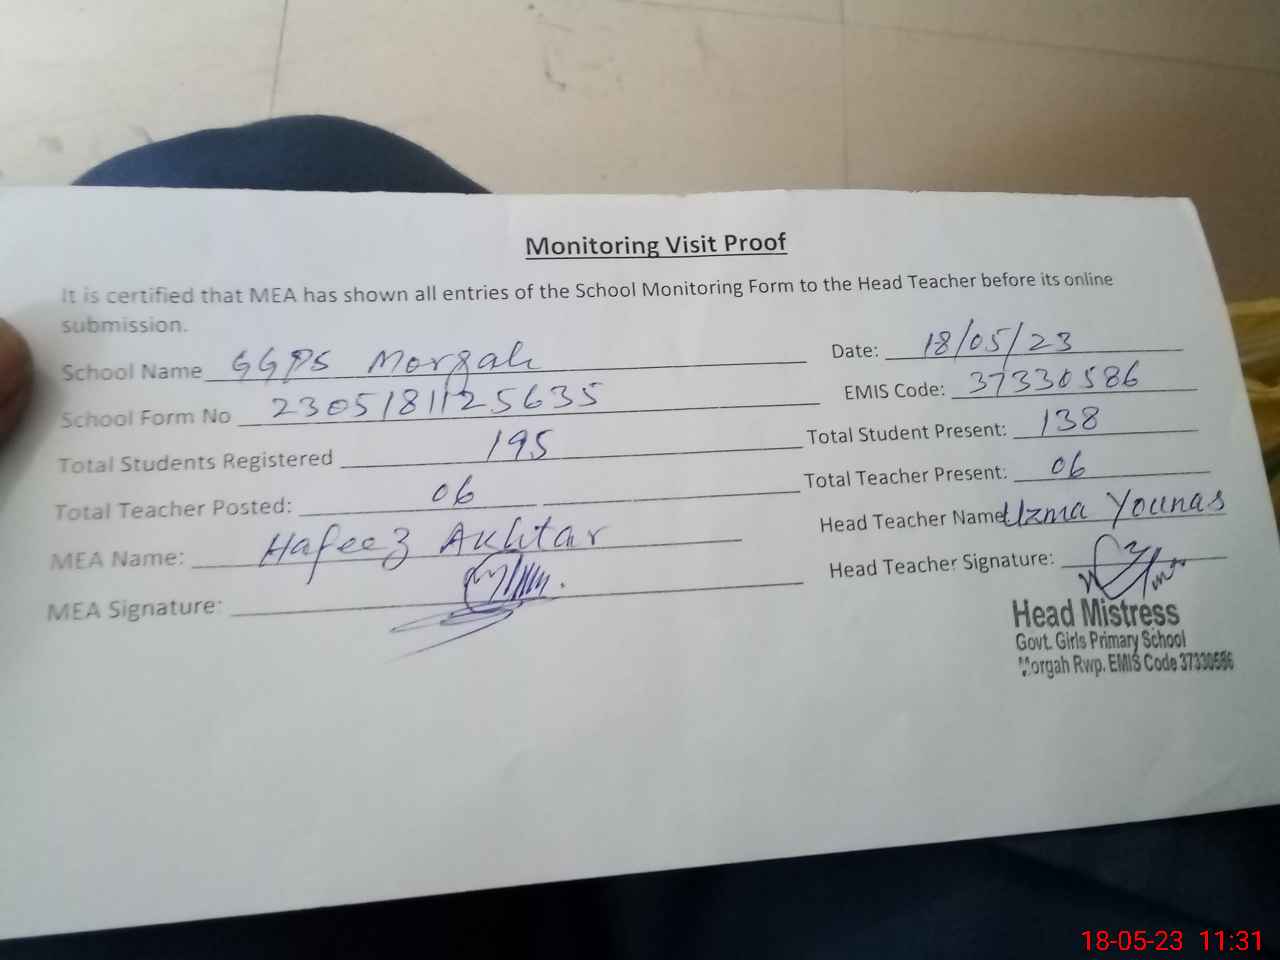 Monitoring Visit Proof
It is certified that MEA has shown all entries of the School Monitoring Form to the Head Teacher before its online
submission.
School Name GGPS Morgah Date: 18/05/23
School Form No 2305181125635 EMIS Code: 37330586
Total Students Registered 195 Total Student Present: 138
Total Teacher Posted: 06 Total Teacher Present: 06
MEA Name: Hafeez Akhtar Head Teacher Name Uzma Younas
MEA Signature: Head Teacher Signature:
Head Mistress
Govt. Girls Primary School
Morgah Rwp. EMIS Code 37330586
18-05-23 11:31